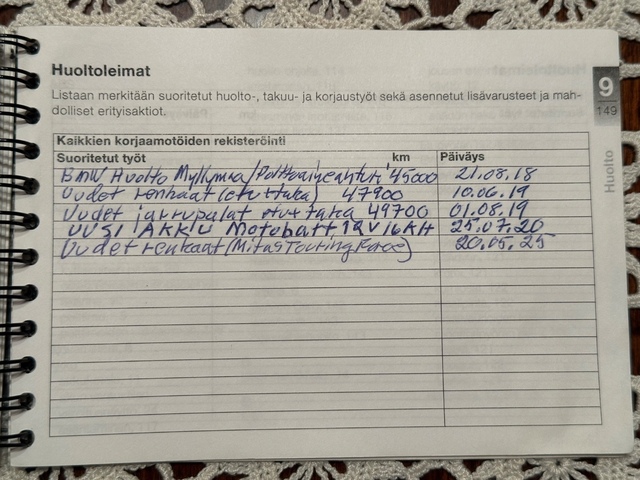 Huoltoleimat
Listaan merkitään suoritetut huolto-, takuu- ja korjaustyöt sekä asennetut lisävarusteet ja mah-
dolliset erityisaktiot.
9
149
Huolto
Kaikkien korjaamotöiden rekisteröinti
Suoritetut työt km Päiväys
BMW Huolto 45000 21.08.18
Uudet renkaat (etu+taka) 47900 10.06.19
Uudet jarrupalat etu+taka 49700 01.08.19
UUSI AKKU Motobatt 12V 16AH 25.07.20
Uudet renkaat (Mitas Touring Force) 20.05.25